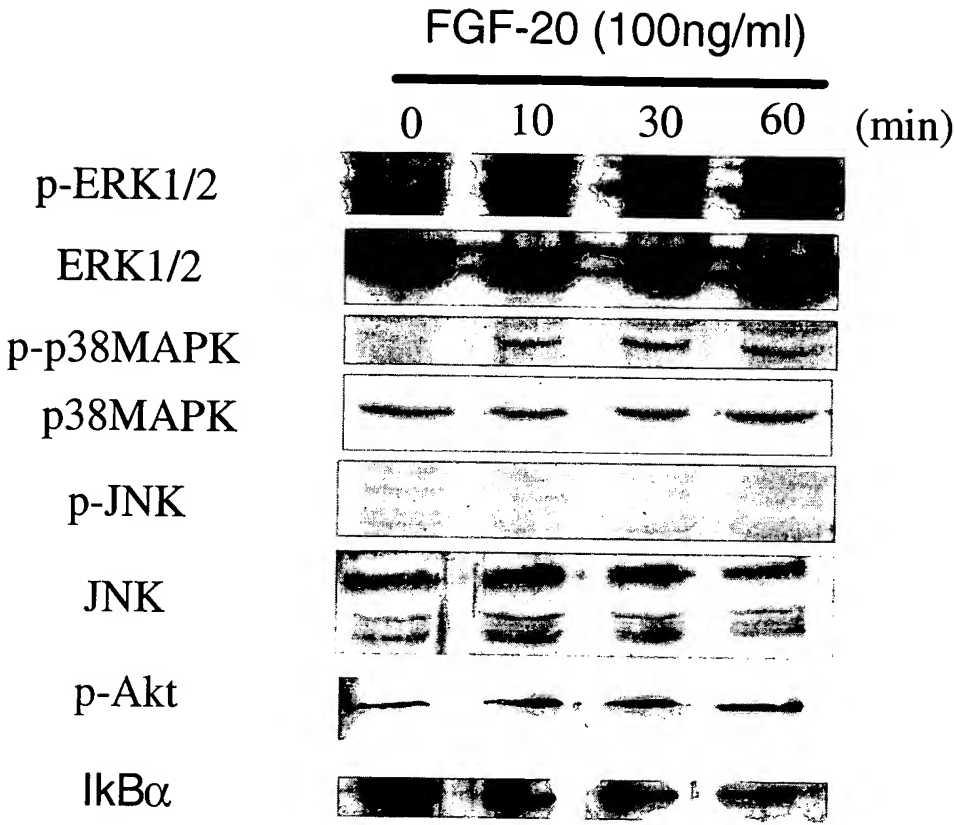 FGF-20 (100ng/ml)
0 10 30 60 (min)
p-ERK1/2
ERK1/2
p-p38MAPK
p38MAPK
p-JNK
JNK
p-Akt
IkBα